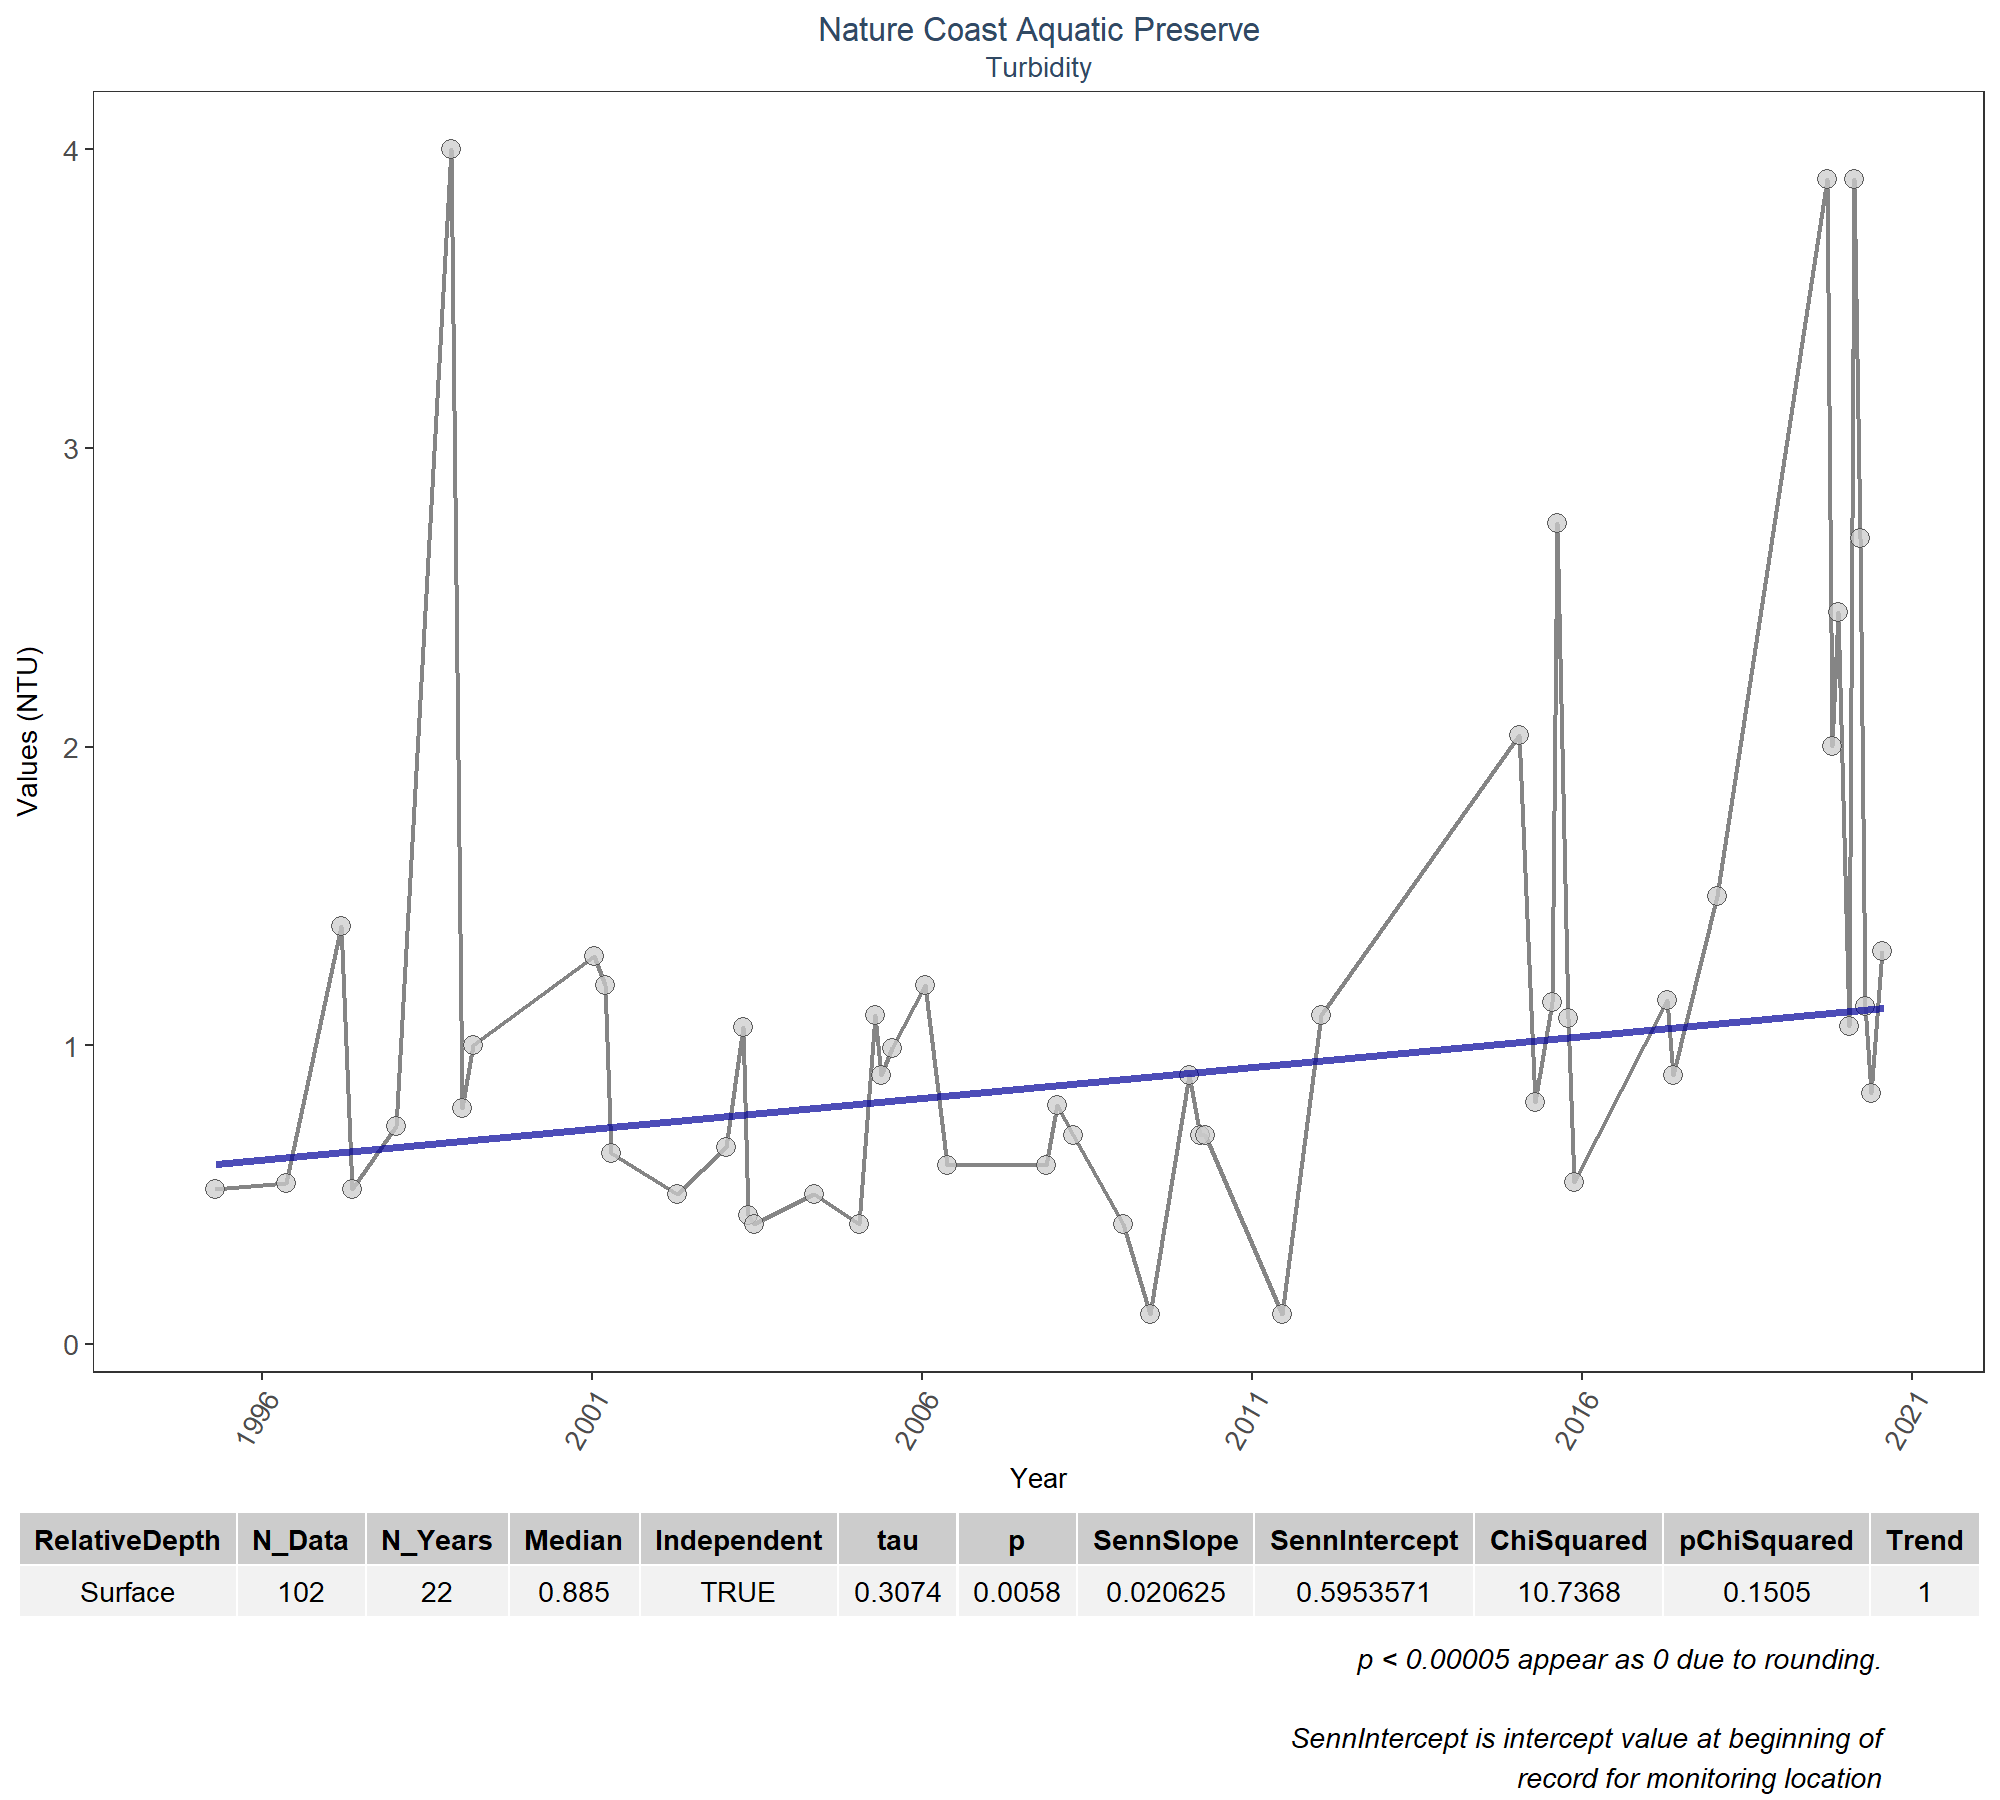 Nature Coast Aquatic Preserve
Turbidity
Values (NTU)
4
3
2
1
0
1996 2001 2006 2011 2016 2021
Year
RelativeDepth N_Data N_Years Median Independent tau p SennSlope SennIntercept ChiSquared pChiSquared Trend
Surface 102 22 0.885 TRUE 0.3074 0.0058 0.020625 0.5953571 10.7368 0.1505 1
p < 0.00005 appear as 0 due to rounding.
SennIntercept is intercept value at beginning of
record for monitoring location